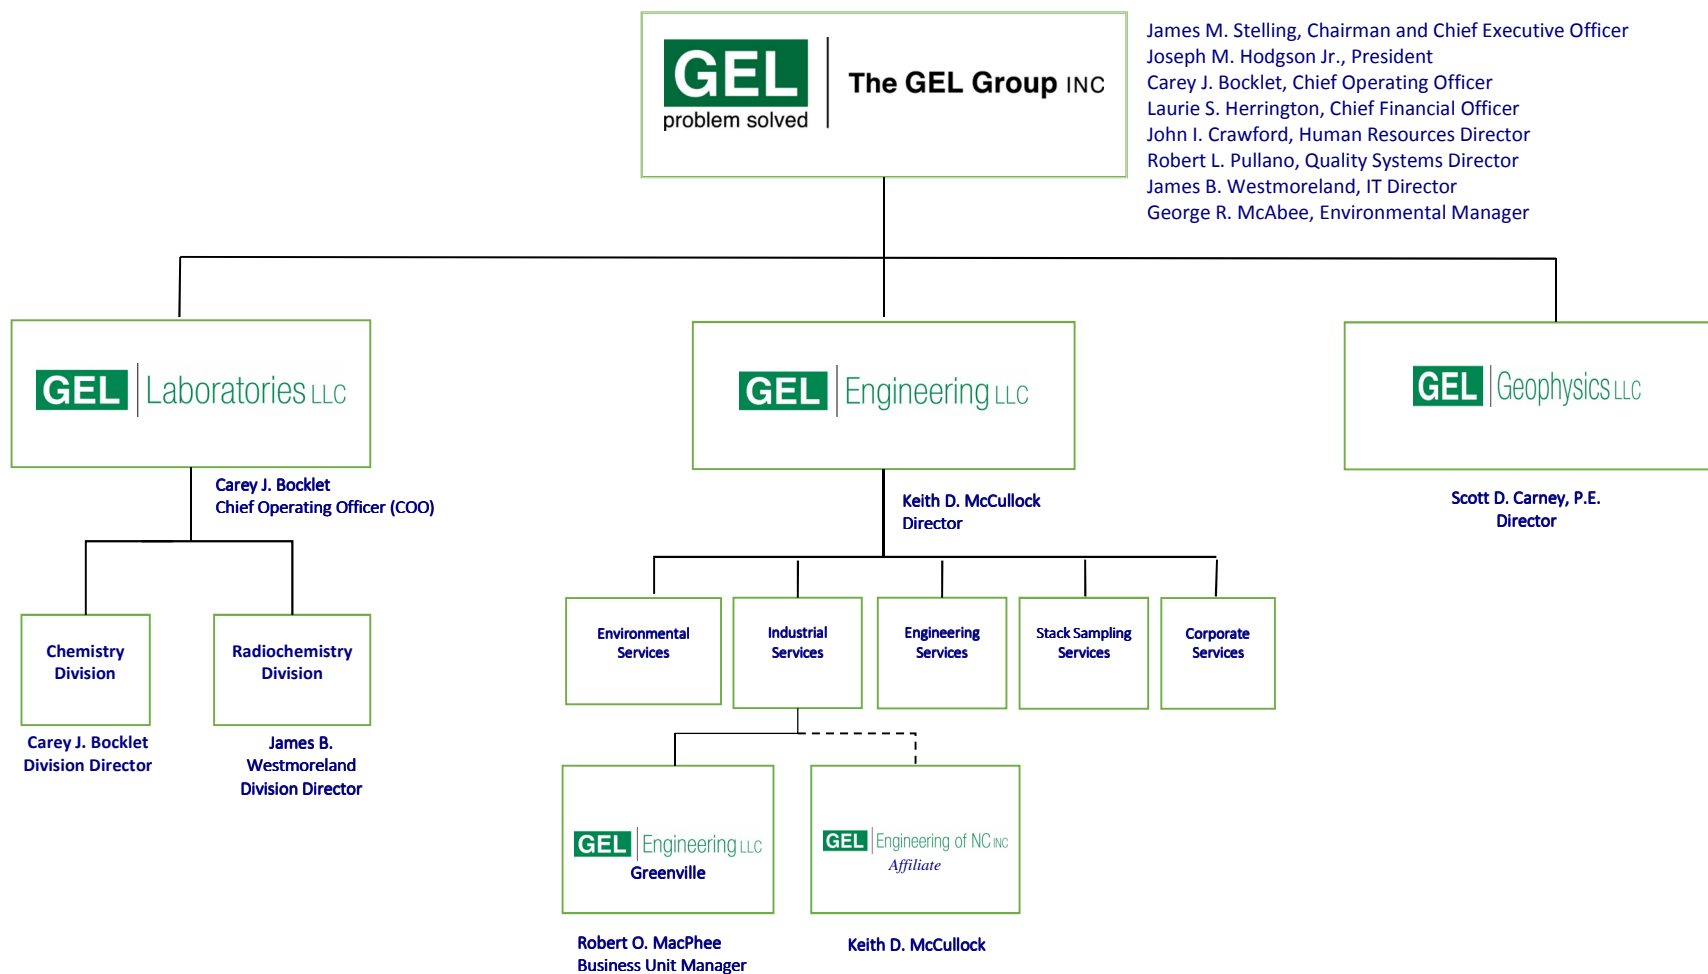 GEL
problem solved
The GEL Group INC
James M. Stelling, Chairman and Chief Executive Officer
Joseph M. Hodgson Jr., President
Carey J. Bocklet, Chief Operating Officer
Laurie S. Herrington, Chief Financial Officer
John I. Crawford, Human Resources Director
Robert L. Pullano, Quality Systems Director
James B. Westmoreland, IT Director
George R. McAbee, Environmental Manager
GEL Laboratories LLC
Carey J. Bocklet
Chief Operating Officer (COO)
GEL Engineering LLC
Keith D. McCullock
Director
GEL Geophysics LLC
Scott D. Carney, P.E.
Director
Chemistry
Division
Carey J. Bocklet
Division Director
Radiochemistry
Division
James B.
Westmoreland
Division Director
Environmental
Services
Industrial
Services
Engineering
Services
Stack Sampling
Services
Corporate
Services
GEL Engineering LLC
Greenville
Robert O. MacPhee
Business Unit Manager
GEL Engineering of NC INC
Affiliate
Keith D. McCullock